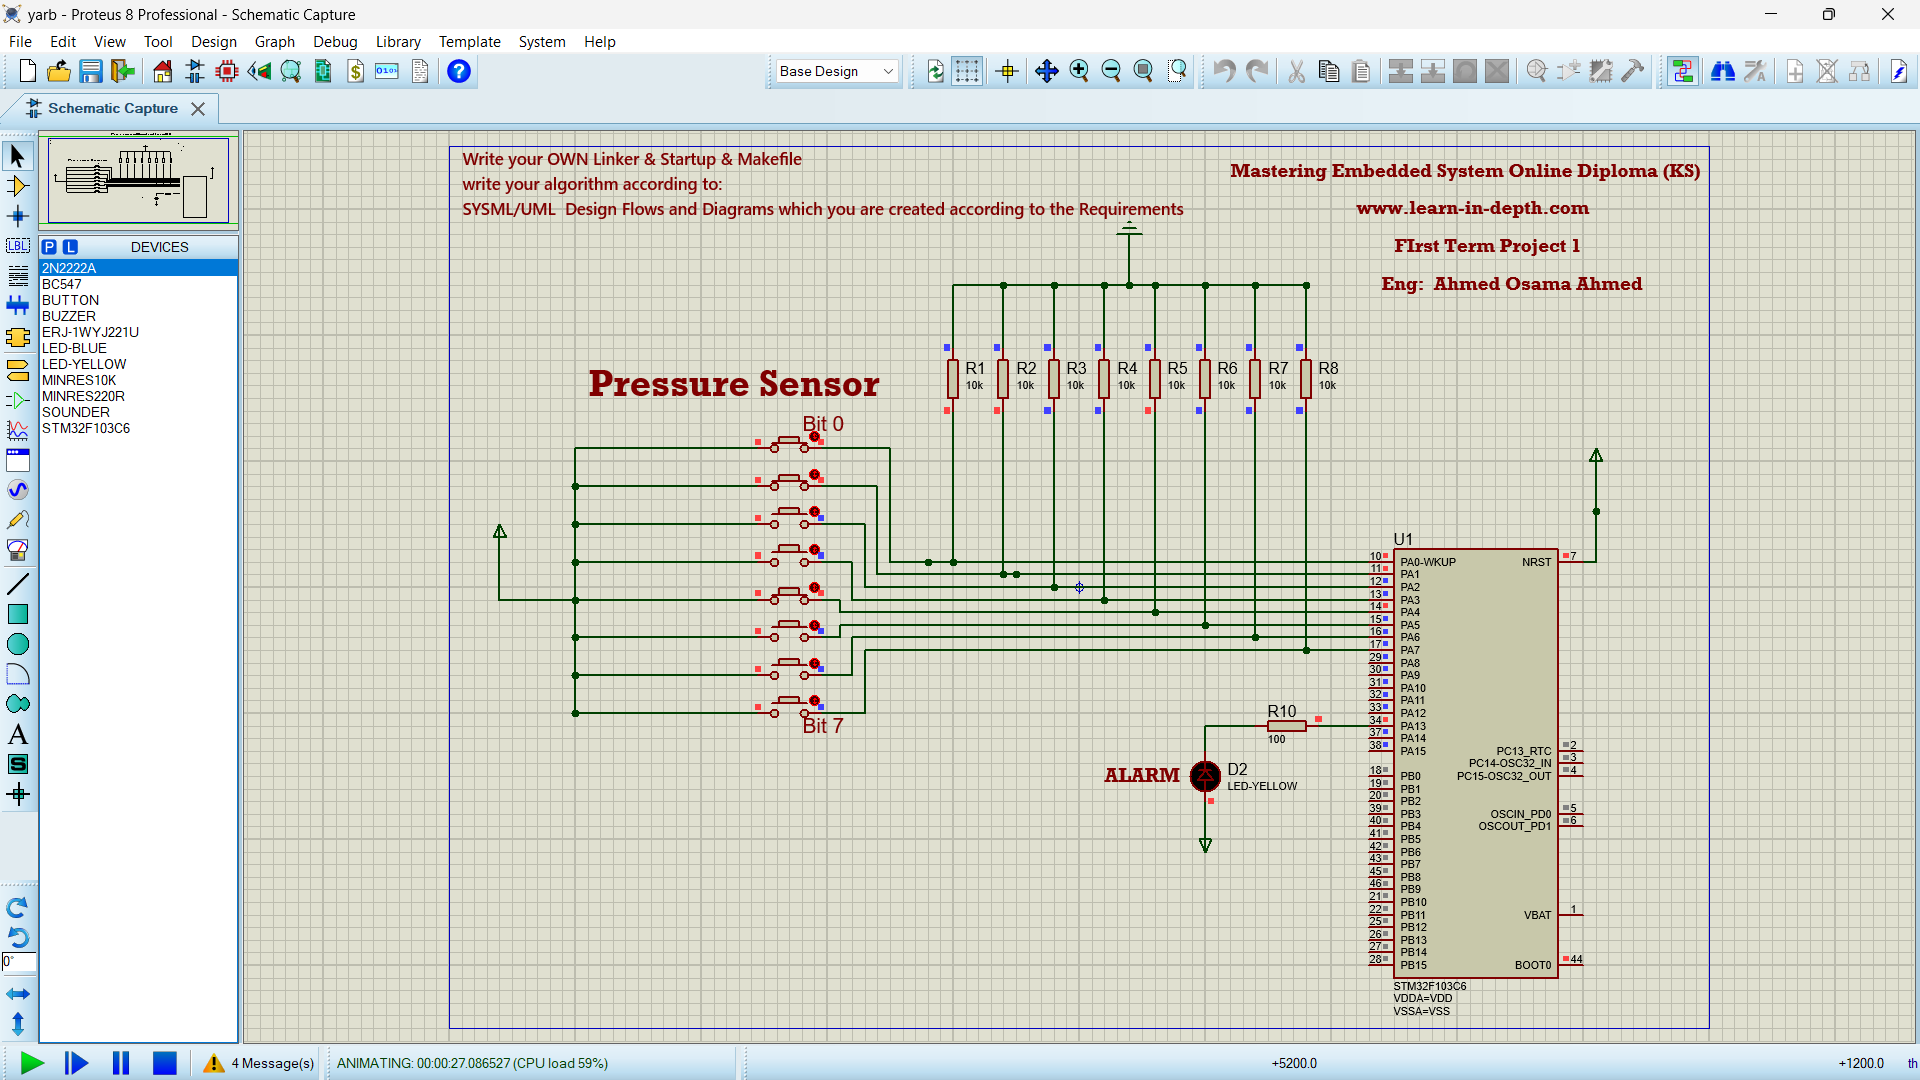 yarb - Proteus 8 Professional - Schematic Capture
File Edit View Tool Design Graph Debug Library Template System Help
Base Design
Schematic Capture
P L DEVICES
2N2222A
BC547
BUTTON
BUZZER
ERJ-1WYJ221U
LED-BLUE
LED-YELLOW
MINRES10K
MINRES220R
SOUNDER
STM32F103C6
LBL
A
S
0°
Write your OWN Linker & Startup & Makefile
write your algorithm according to:
SYSML/UML Design Flows and Diagrams which you are created according to the Requirements
Mastering Embedded System Online Diploma (KS)
www.learn-in-depth.com
FIrst Term Project 1
Eng: Ahmed Osama Ahmed
R1 R2 R3 R4 R5 R6 R7 R8
10k 10k 10k 10k 10k 10k 10k 10k
Pressure Sensor
Bit 0
Bit 7
R10
100
ALARM
D2
LED-YELLOW
U1
10 PA0-WKUP NRST 7
11 PA1
12 PA2
13 PA3
14 PA4
15 PA5
16 PA6
17 PA7
29 PA8
30 PA9
31 PA10
32 PA11
33 PA12
34 PA13
37 PA14
38 PA15 PC13_RTC 2
PC14-OSC32_IN 3
18 PB0 PC15-OSC32_OUT 4
19 PB1
20 PB2
39 PB3 OSCIN_PD0 5
40 PB4 OSCOUT_PD1 6
41 PB5
42 PB6
43 PB7
45 PB8
46 PB9
21 PB10
22 PB11 VBAT 1
25 PB12
26 PB13
27 PB14
28 PB15 BOOT0 44
STM32F103C6
VDDA=VDD
VSSA=VSS
4 Message(s) ANIMATING: 00:00:27.086527 (CPU load 59%) +5200.0 +1200.0 th